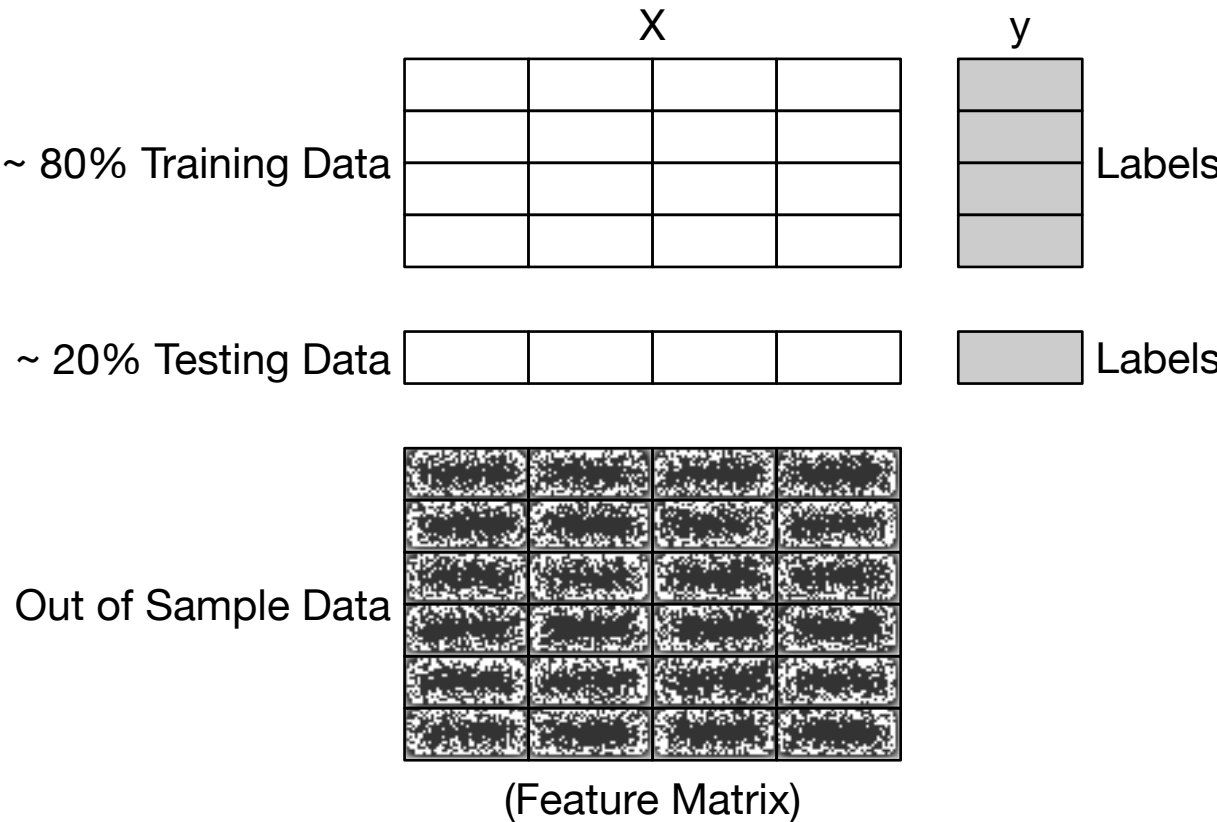 X
y
~ 80% Training Data
Labels
~ 20% Testing Data
Labels
Out of Sample Data
(Feature Matrix)